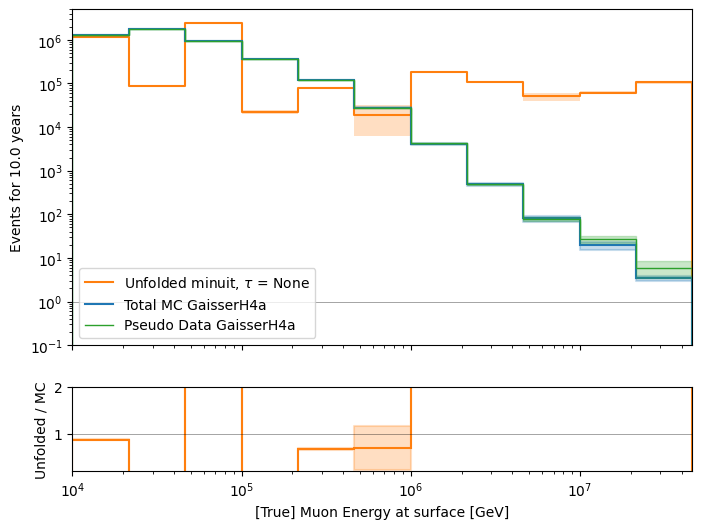 Events for 10.0 years
10⁶
10⁵
10⁴
10³
10²
10¹
10⁰
10⁻¹
Unfolded minuit, τ = None
Total MC GaisserH4a
Pseudo Data GaisserH4a
Unfolded / MC
2
1
10⁴ 10⁵ 10⁶ 10⁷
[True] Muon Energy at surface [GeV]